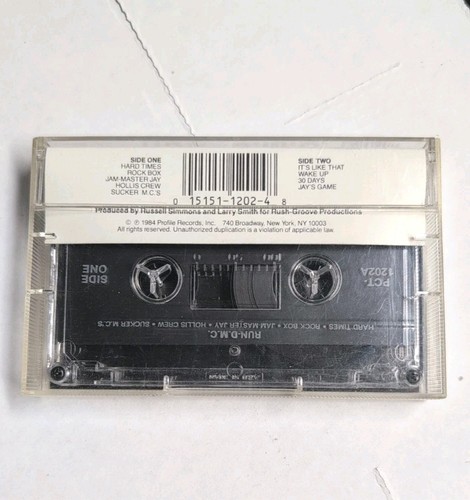 SIDE ONE
HARD TIMES
ROCK BOX
JAM-MASTER JAY
HOLLIS CREW
SUCKER M.C.'S
SIDE TWO
IT'S LIKE THAT
WAKE UP
30 DAYS
JAY'S GAME
0 15151-1202-4 8
Produced by Russell Simmons and Larry Smith for Rush-Groove Productions
© ℗ 1984 Profile Records, Inc. 740 Broadway, New York, NY 10003
All rights reserved. Unauthorized duplication is a violation of applicable law.
100 50 0
SIDE
ONE
PCT-
1202A
HARD TIMES • ROCK BOX • JAM MASTER JAY • HOLLIS CREW • SUCKER M.C.'S
RUN-D.M.C.